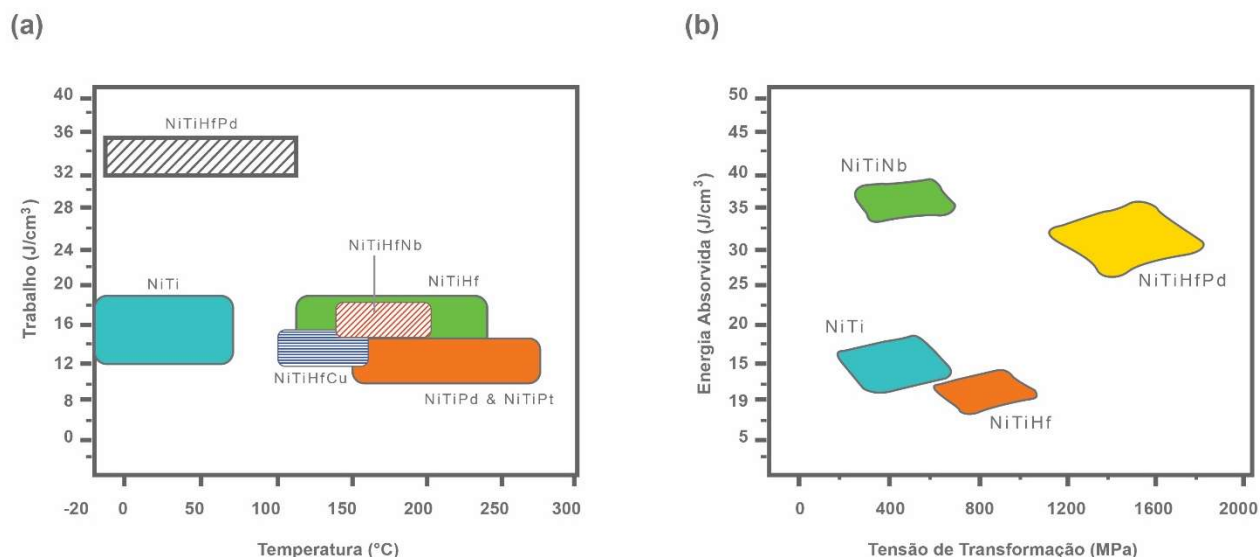 (a)
Trabalho (J/cm³)
40
36
32
28
24
20
16
12
8
0
NiTiHfPd
NiTi
NiTiHfNb
NiTiHf
NiTiHfCu
NiTiPd & NiTiPt
-20 0 50 100 150 200 250 300
Temperatura (°C)
(b)
Energia Absorvida (J/cm³)
50
45
40
35
30
25
20
15
19
5
NiTiNb
NiTiHfPd
NiTi
NiTiHf
0 400 800 1200 1600 2000
Tensão de Transformação (MPa)